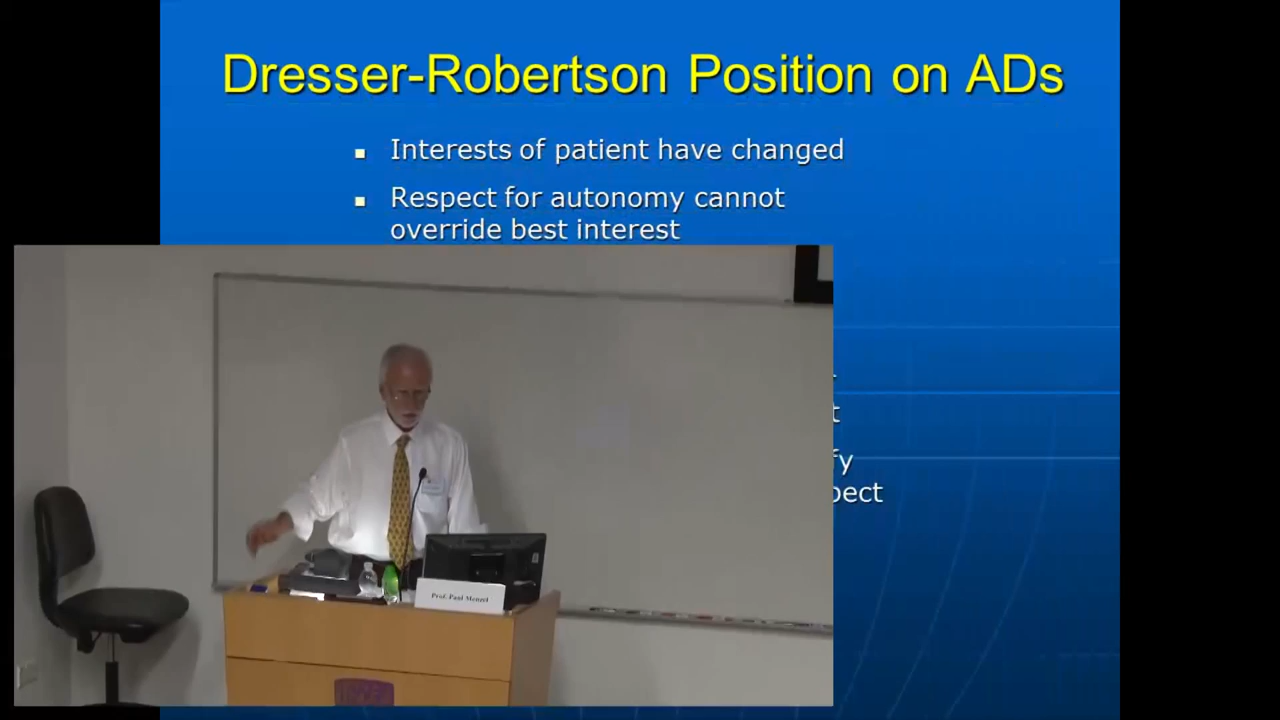 Dresser-Robertson Position on ADs
Interests of patient have changed
Respect for autonomy cannot
override best interest
Prof. Paul Menzel